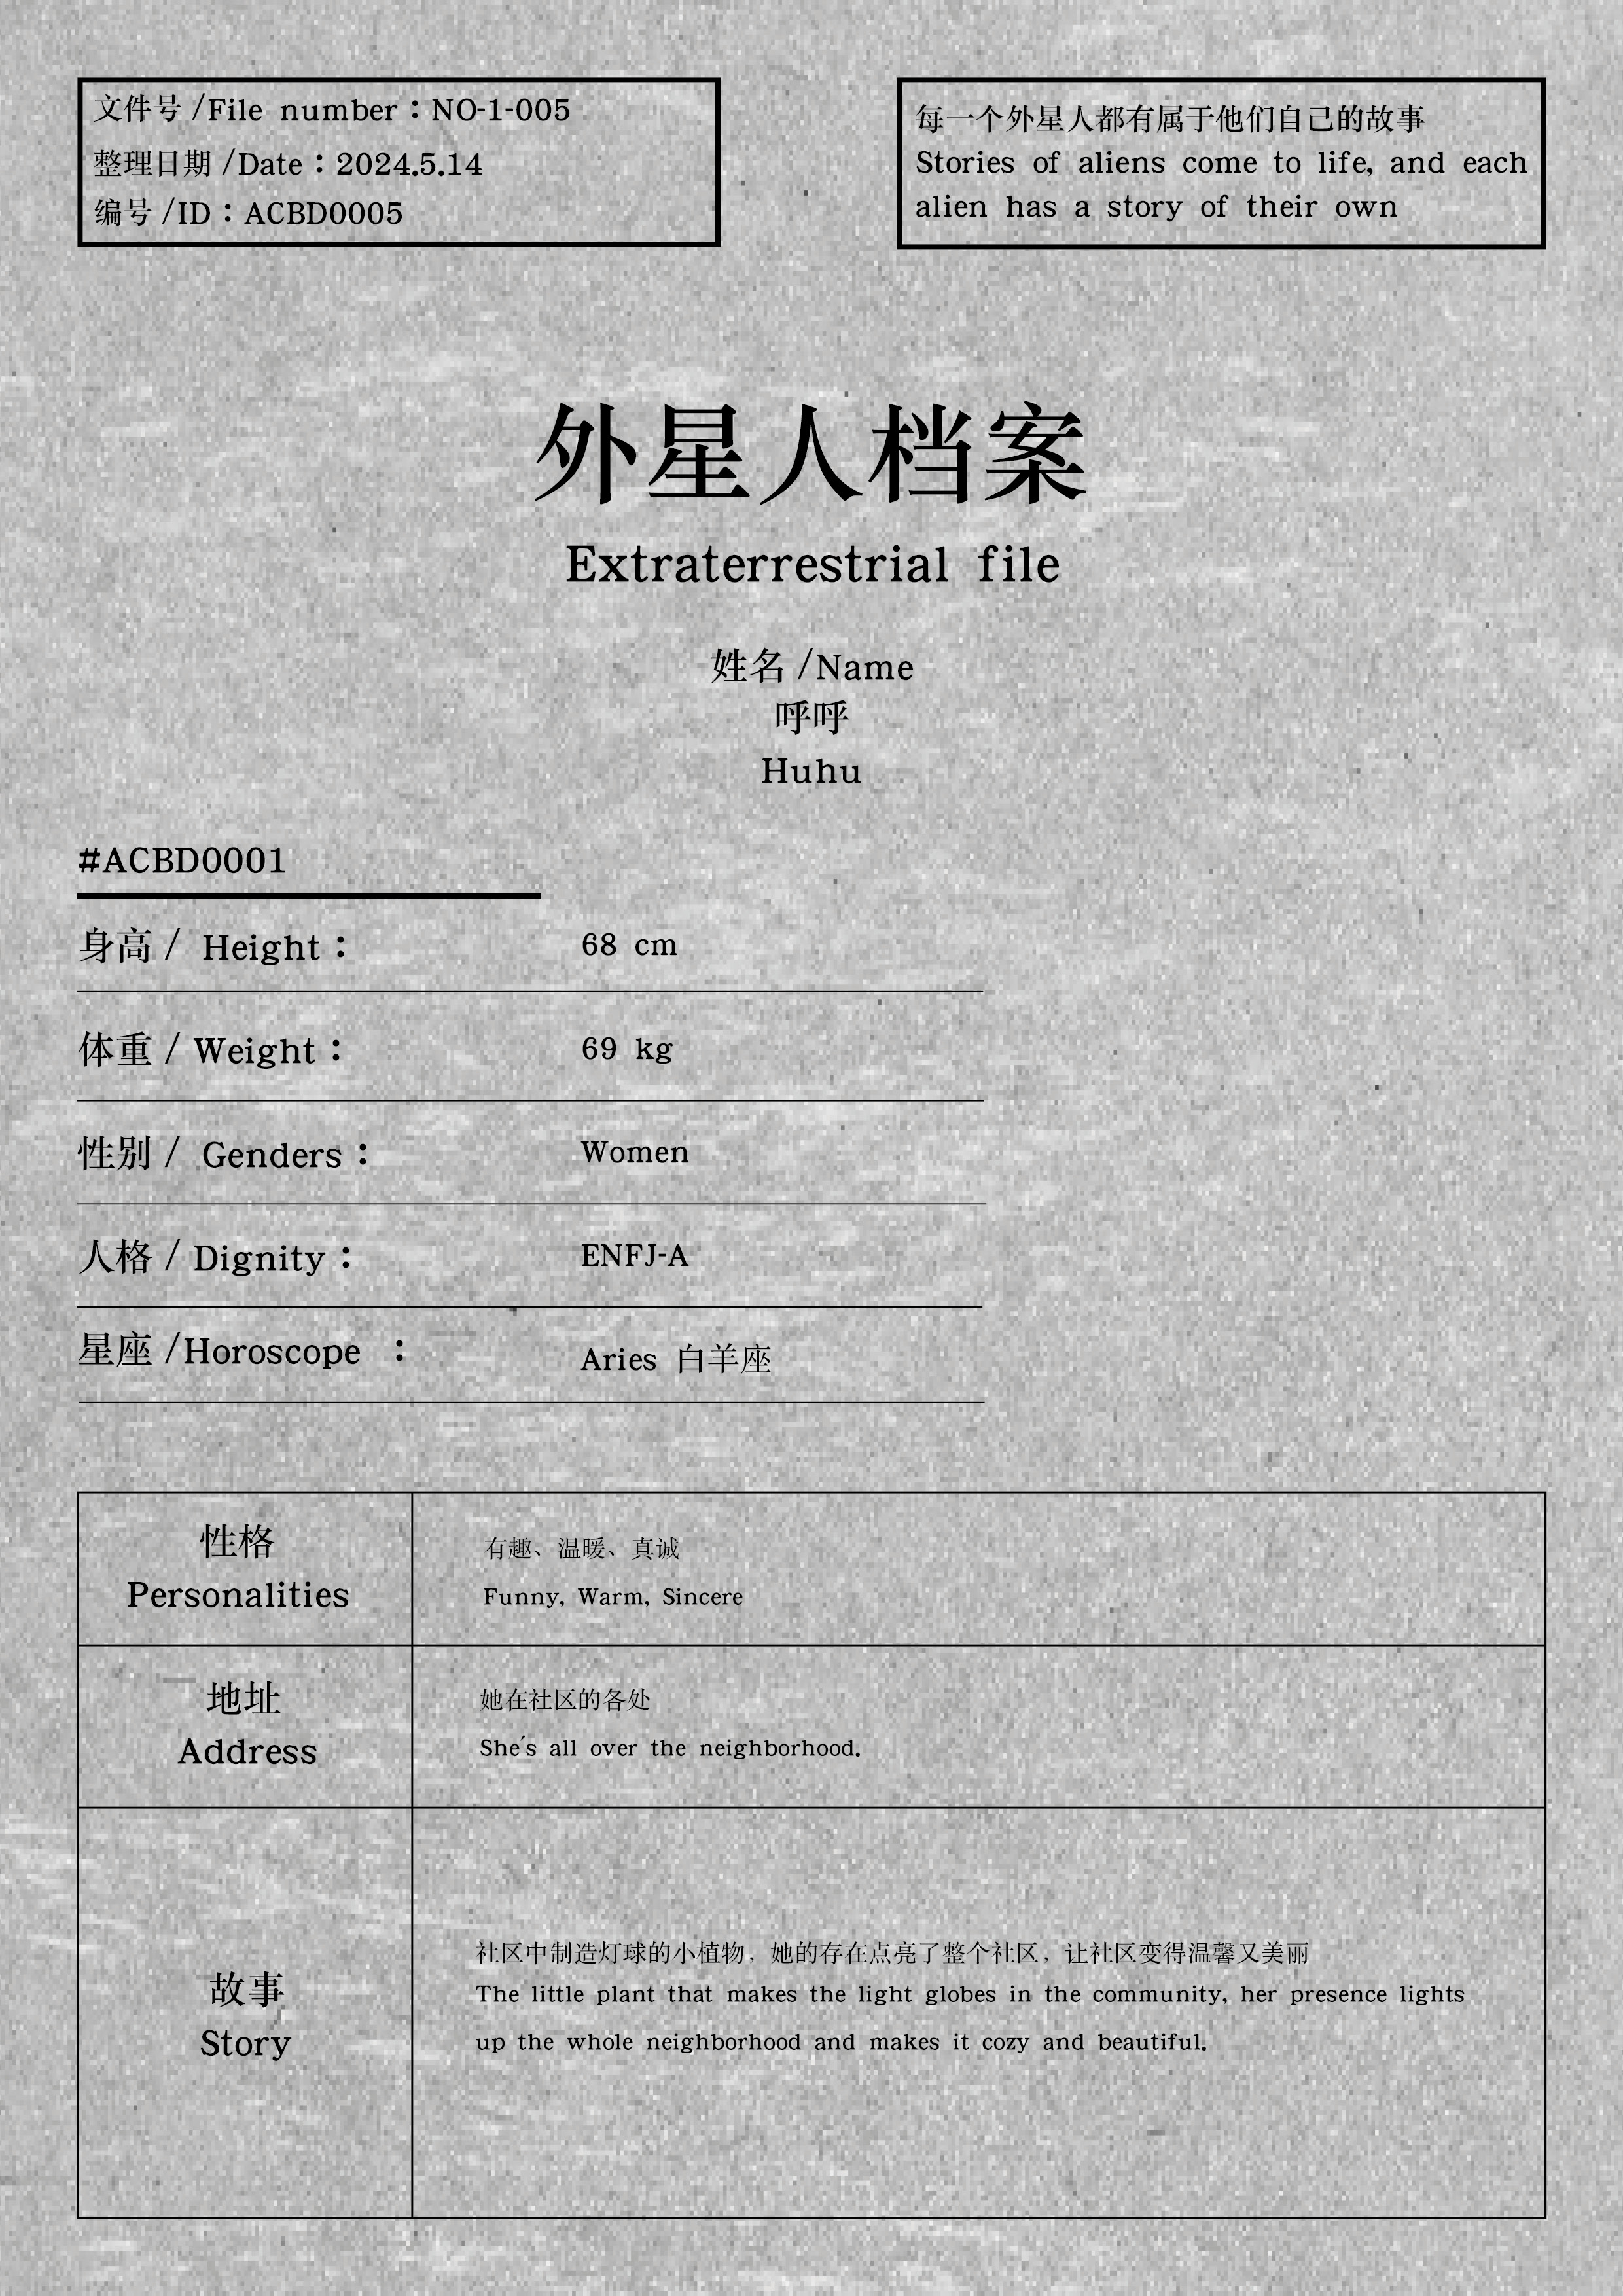 文件号 /File number：NO-1-005
整理日期 /Date：2024.5.14
编号 /ID：ACBD0005
每一个外星人都有属于他们自己的故事
Stories of aliens come to life, and each
alien has a story of their own
外星人档案
Extraterrestrial file
姓名 /Name
呼呼
Huhu
#ACBD0001
身高 / Height： 68 cm
体重 / Weight： 69 kg
性别 / Genders： Women
人格 / Dignity： ENFJ-A
星座 /Horoscope ： Aries 白羊座
性格
Personalities
有趣、温暖、真诚
Funny, Warm, Sincere
地址
Address
她在社区的各处
She's all over the neighborhood.
故事
Story
社区中制造灯球的小植物，她的存在点亮了整个社区，让社区变得温馨又美丽
The little plant that makes the light globes in the community, her presence lights
up the whole neighborhood and makes it cozy and beautiful.